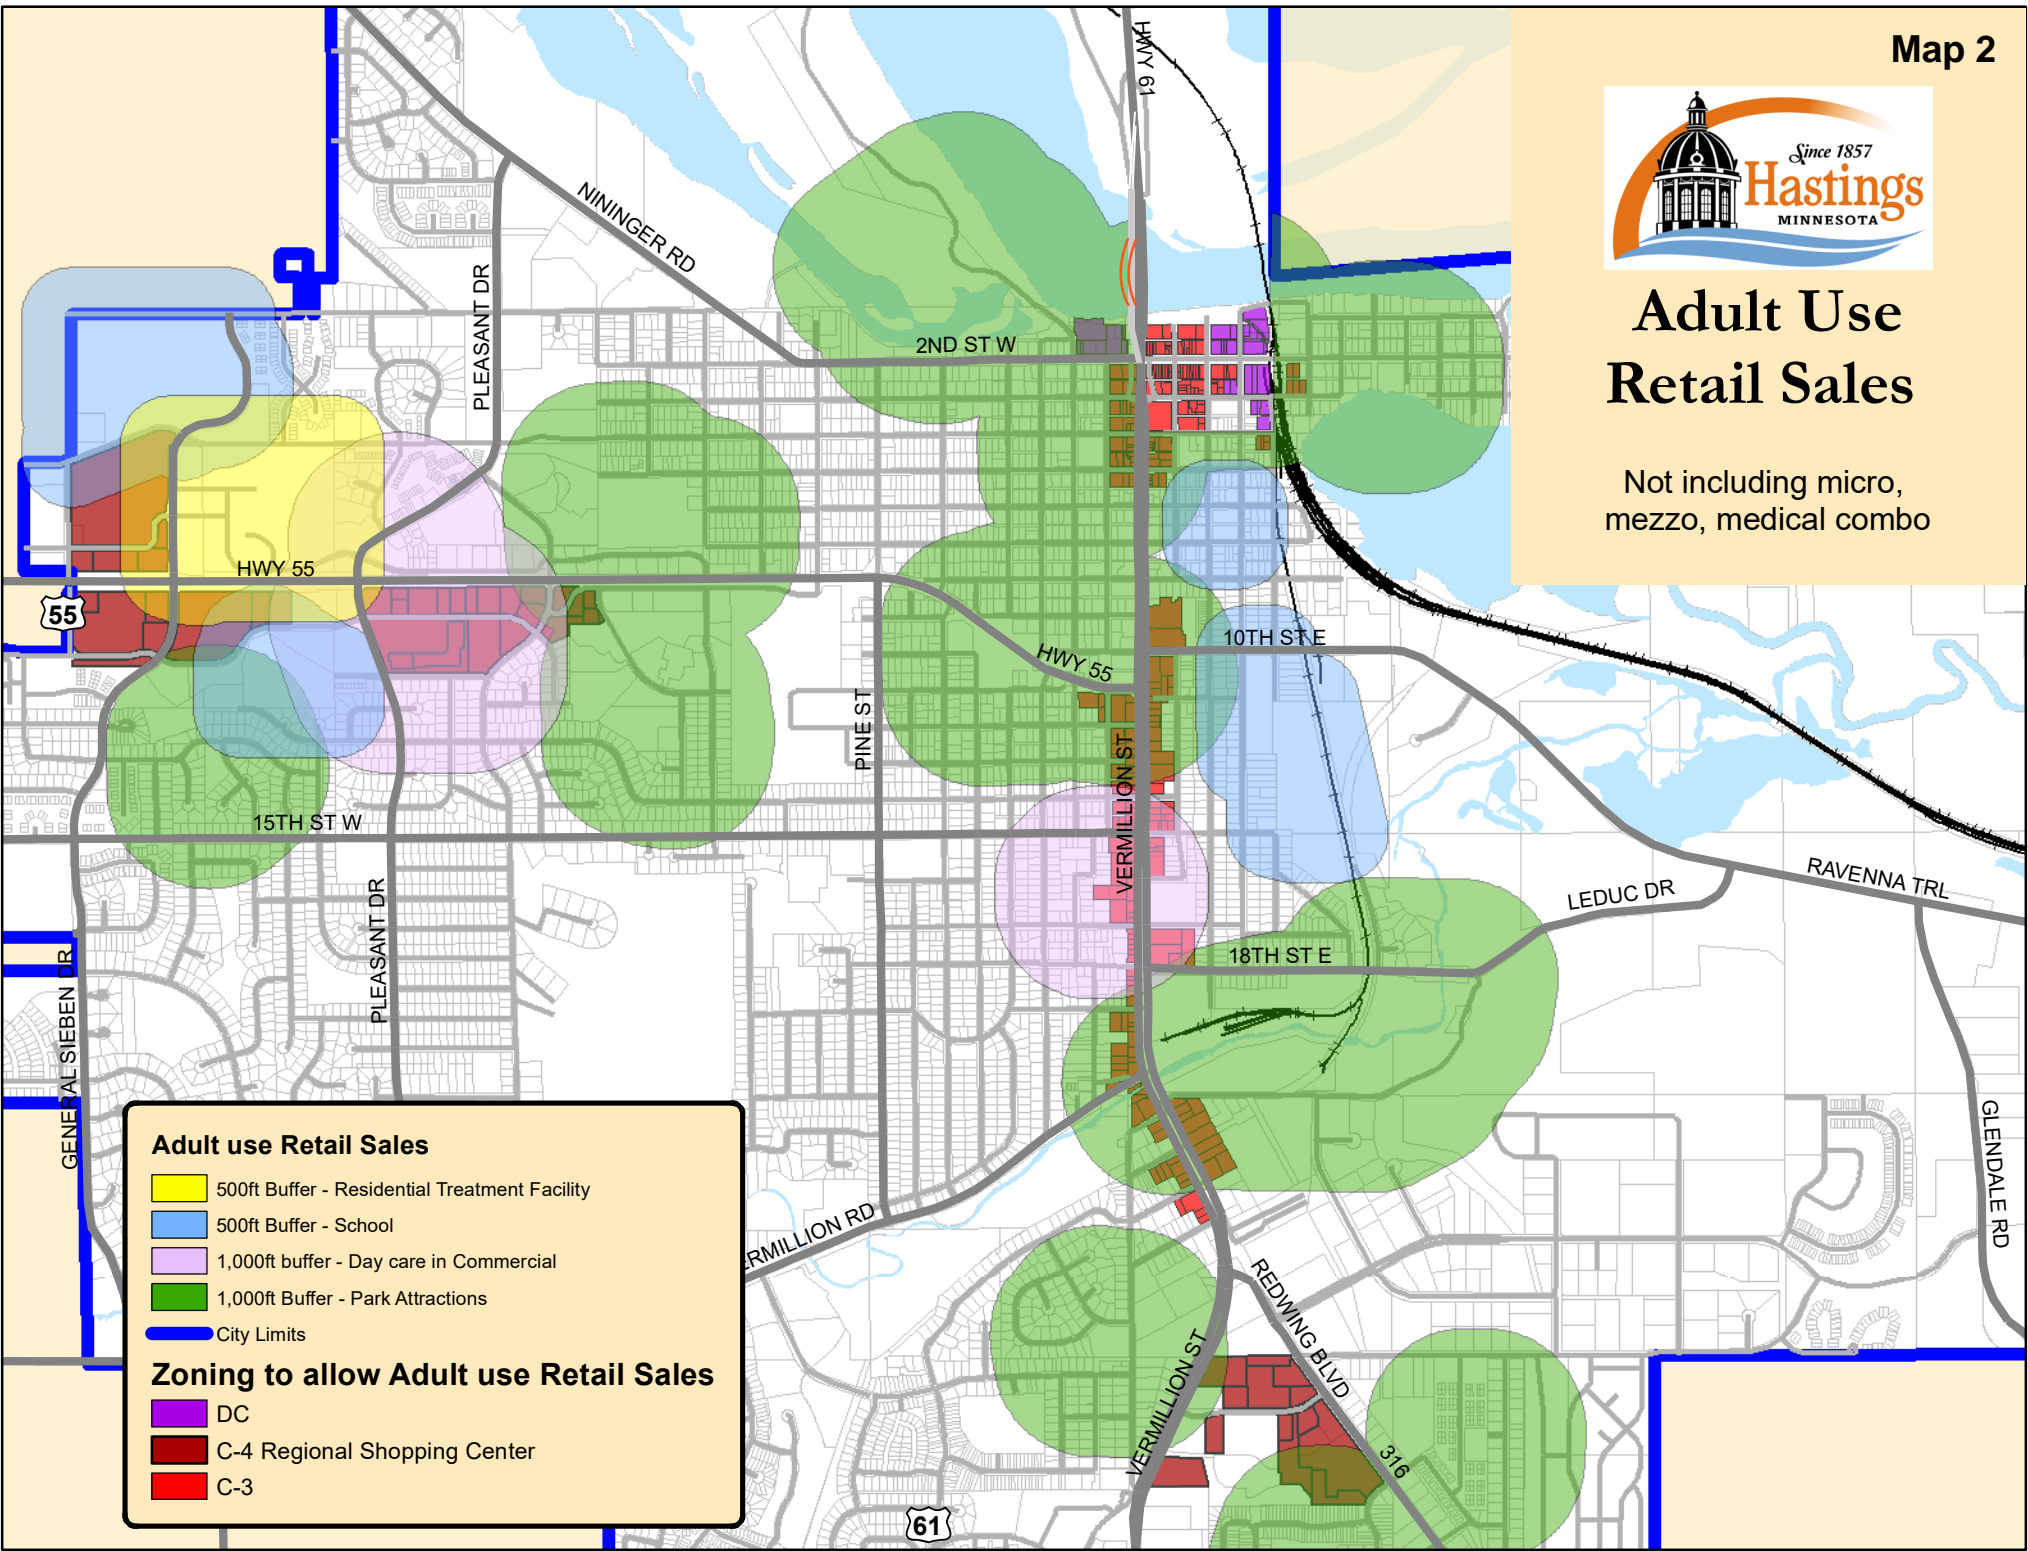 Map 2
Since 1857
Hastings
MINNESOTA
Adult Use
Retail Sales
Not including micro,
mezzo, medical combo
HWY 61
NININGER RD
PLEASANT DR
2ND ST W
HWY 55
55
10TH ST E
HWY 55
PINE ST
VERMILLION ST
15TH ST W
PLEASANT DR
GENERAL SIEBEN DR
18TH ST E
LEDUC DR
RAVENNA TRL
GLENDALE RD
ERMILLION RD
REDWING BLVD
VERMILLION ST
316
61
Adult use Retail Sales
500ft Buffer - Residential Treatment Facility
500ft Buffer - School
1,000ft buffer - Day care in Commercial
1,000ft Buffer - Park Attractions
City Limits
Zoning to allow Adult use Retail Sales
DC
C-4 Regional Shopping Center
C-3